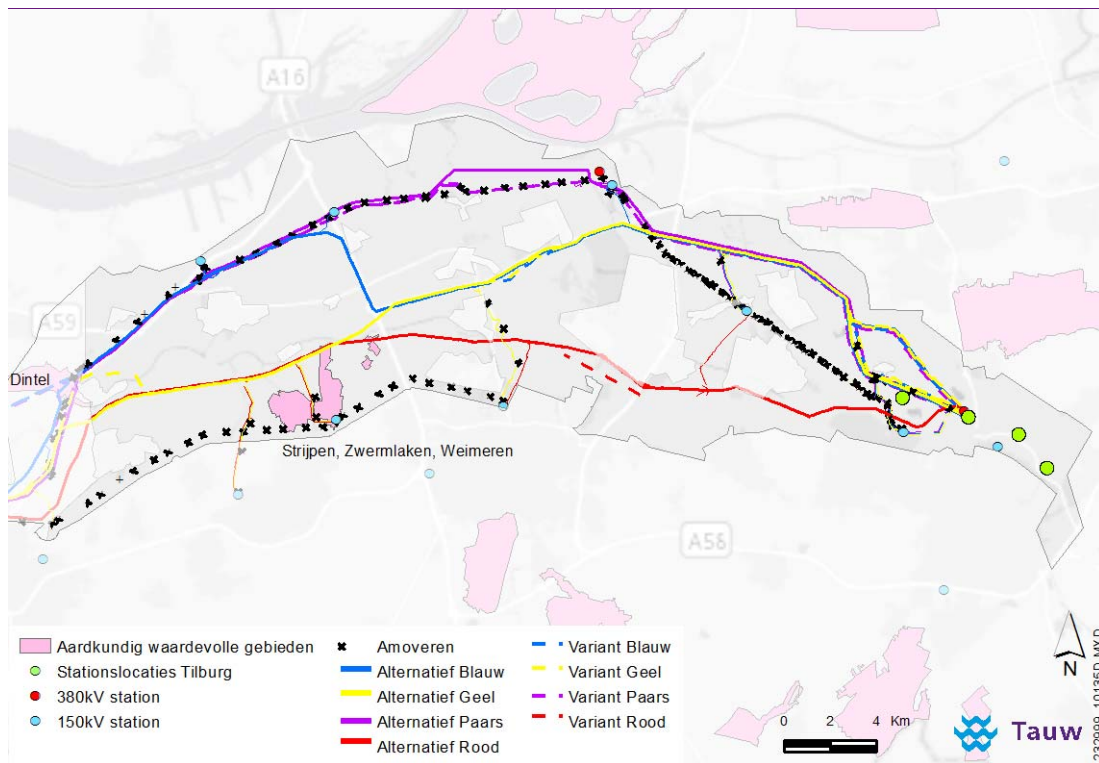 A16
A59
Dintel
Strijpen, Zwermlaken, Weimeren
A58
Aardkundig waardevolle gebieden
Stationslocaties Tilburg
380kV station
150kV station
Amoveren
Alternatief Blauw
Alternatief Geel
Alternatief Paars
Alternatief Rood
Variant Blauw
Variant Geel
Variant Paars
Variant Rood
0 2 4 Km
N
Tauw